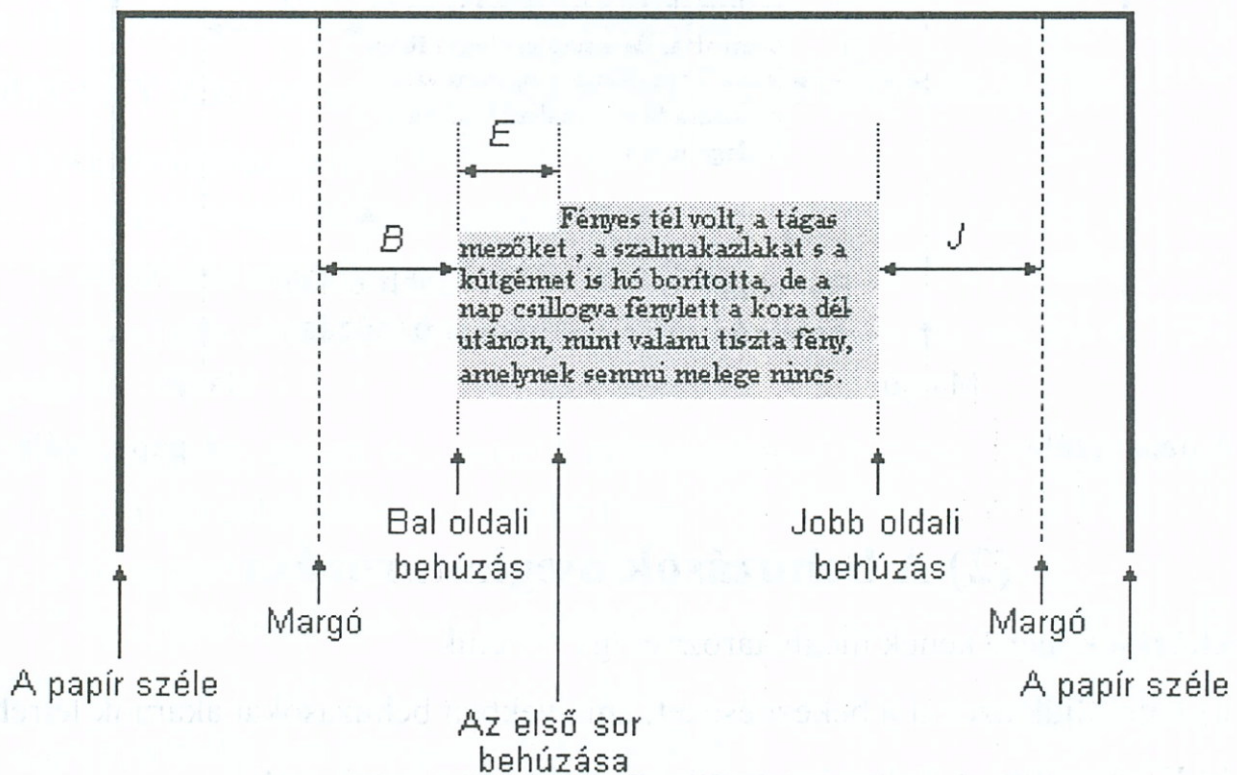 E
B
J
Fényes tél volt, a tágas
mezőket , a szalmakazlakat s a
kútgémet is hó borította, de a
nap csillogva fénylett a kora dél-
utánon, mint valami tiszta fény,
amelynek semmi melege nincs.
Bal oldali
behúzás
Jobb oldali
behúzás
Margó
Margó
A papír széle
A papír széle
Az első sor
behúzása